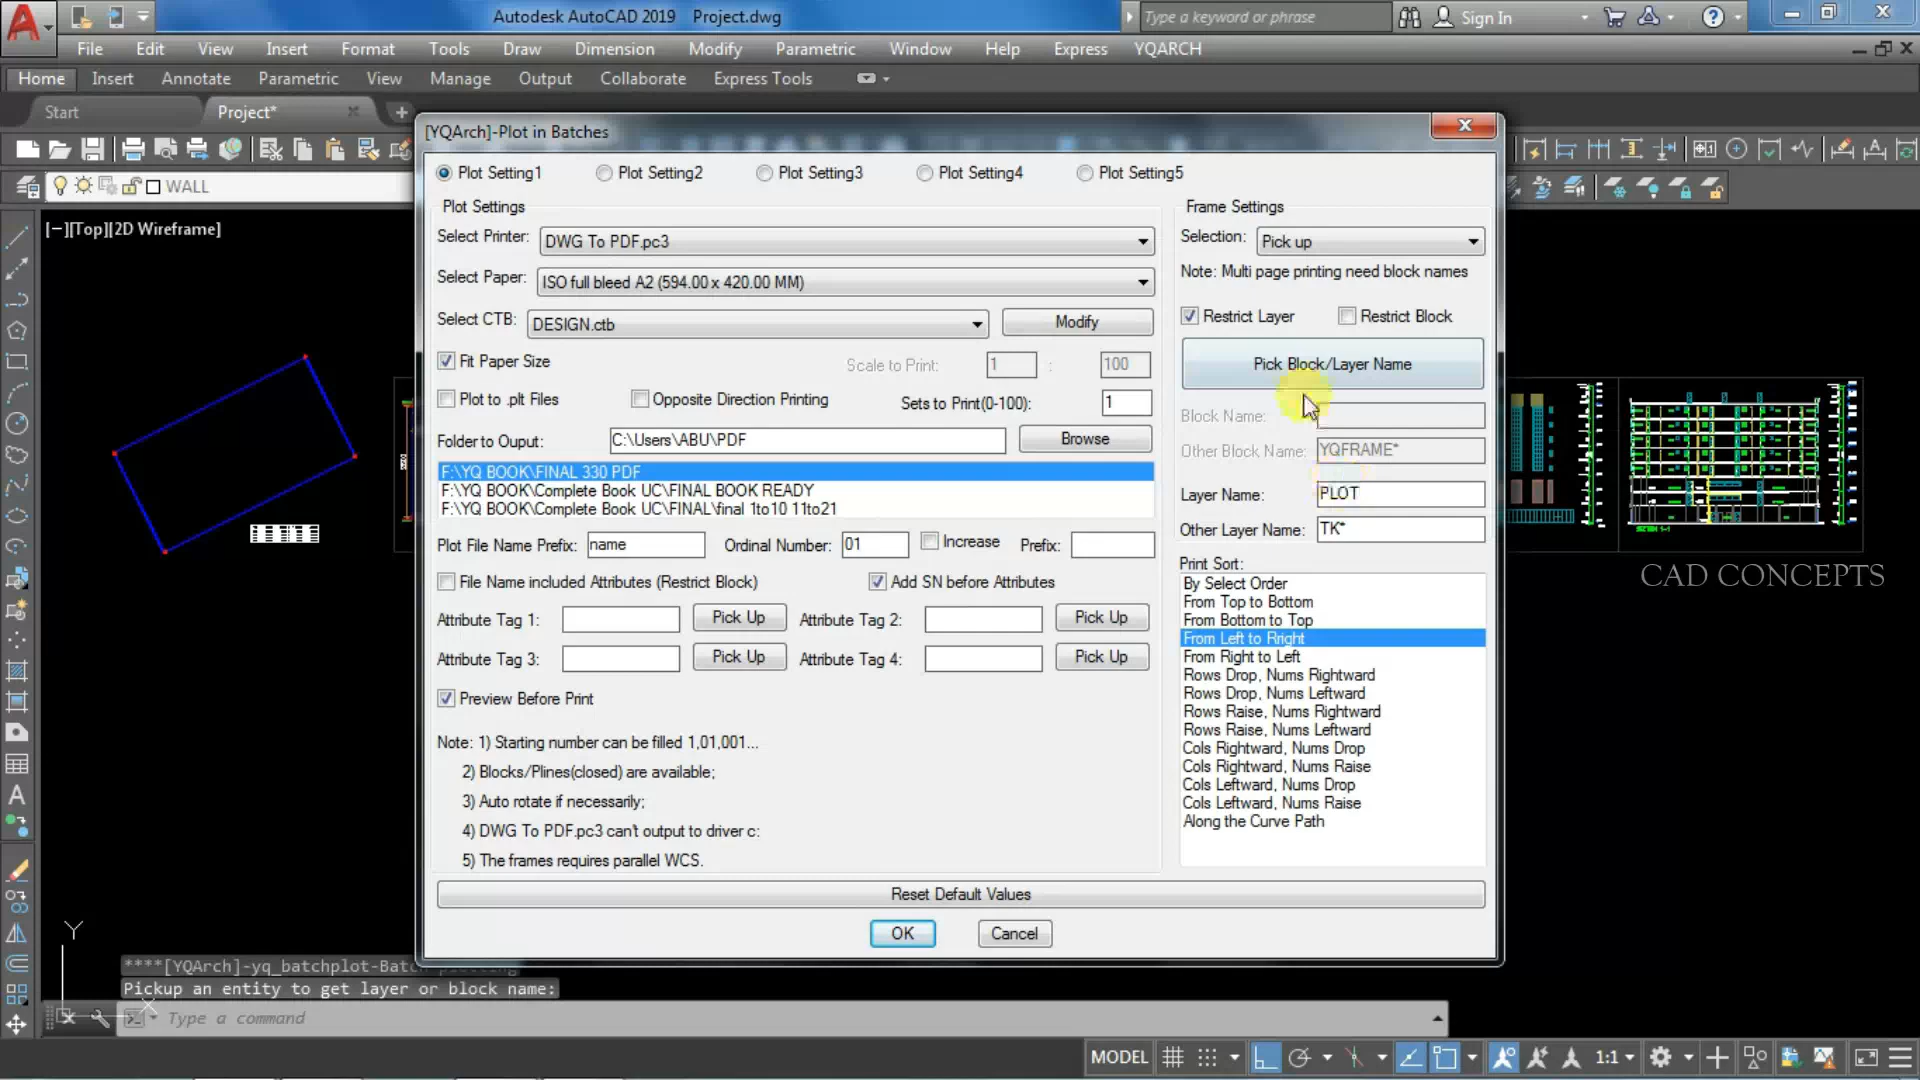 Autodesk AutoCAD 2019 Project.dwg
Type a keyword or phrase
Sign In
File Edit View Insert Format Tools Draw Dimension Modify Parametric Window Help Express YQARCH
Home Insert Annotate Parametric View Manage Output Collaborate Express Tools
Start
Project*
WALL
[−][Top][2D Wireframe]
[YQArch]-Plot in Batches
Plot Setting1 Plot Setting2 Plot Setting3 Plot Setting4 Plot Setting5
Plot Settings
Select Printer: DWG To PDF.pc3
Select Paper: ISO full bleed A2 (594.00 x 420.00 MM)
Select CTB: DESIGN.ctb Modify
Fit Paper Size Scale to Print: 1 : 100
Plot to .plt Files Opposite Direction Printing Sets to Print(0-100): 1
Folder to Ouput: C:\Users\ABU\PDF Browse
F:\YQ BOOK\FINAL 330 PDF
F:\YQ BOOK\Complete Book UC\FINAL BOOK READY
F:\YQ BOOK\Complete Book UC\FINAL\final 1to10 11to21
Plot File Name Prefix: name Ordinal Number: 01 Increase Prefix:
File Name included Attributes (Restrict Block) Add SN before Attributes
Attribute Tag 1: Pick Up Attribute Tag 2: Pick Up
Attribute Tag 3: Pick Up Attribute Tag 4: Pick Up
Preview Before Print
Note: 1) Starting number can be filled 1,01,001...
2) Blocks/Plines(closed) are available;
3) Auto rotate if necessarily;
4) DWG To PDF.pc3 can't output to driver c:
5) The frames requires parallel WCS.
Frame Settings
Selection: Pick up
Note: Multi page printing need block names
Restrict Layer Restrict Block
Pick Block/Layer Name
Block Name:
Other Block Name: YQFRAME*
Layer Name: PLOT
Other Layer Name: TK*
Print Sort:
By Select Order
From Top to Bottom
From Bottom to Top
From Left to Rright
From Right to Left
Rows Drop, Nums Rightward
Rows Drop, Nums Leftward
Rows Raise, Nums Rightward
Rows Raise, Nums Leftward
Cols Rightward, Nums Drop
Cols Rightward, Nums Raise
Cols Leftward, Nums Drop
Cols Leftward, Nums Raise
Along the Curve Path
Reset Default Values
OK Cancel
CAD CONCEPTS
Y
****[YQArch]-yq_batchplot-Batch plotting
Pickup an entity to get layer or block name:
Type a command
MODEL
1:1